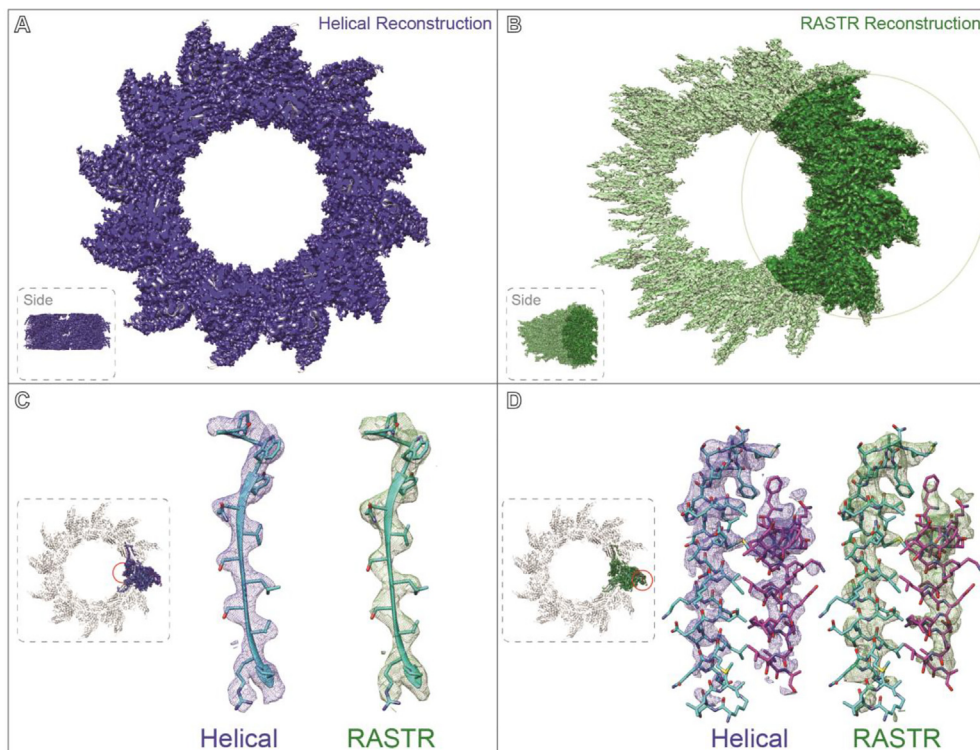 A
Helical Reconstruction
Side
B
RASTR Reconstruction
Side
C
Helical
RASTR
D
Helical
RASTR